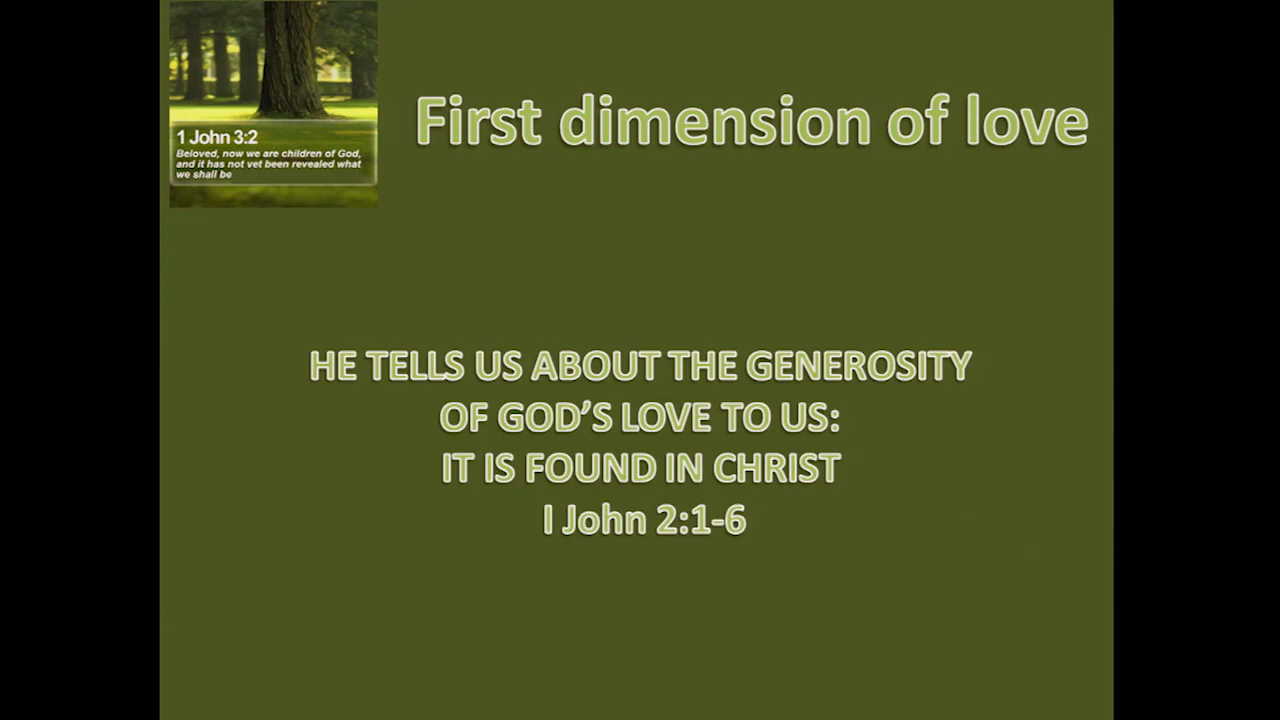 First dimension of love
1 John 3:2
Beloved, now we are children of God,
and it has not yet been revealed what
we shall be
HE TELLS US ABOUT THE GENEROSITY
OF GOD’S LOVE TO US:
IT IS FOUND IN CHRIST
I John 2:1-6